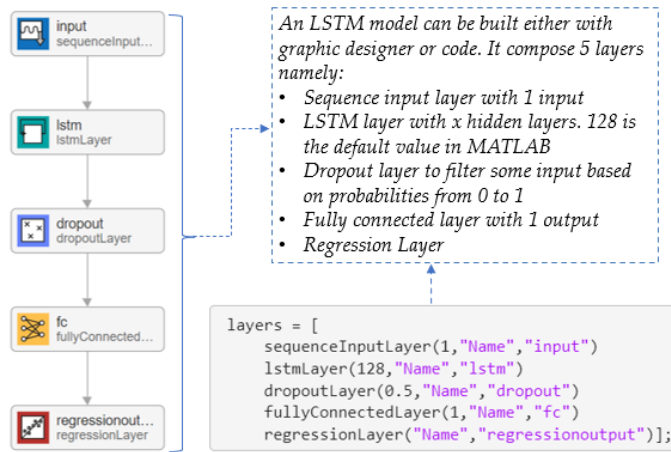 input
sequenceInput...
lstm
lstmLayer
dropout
dropoutLayer
fc
fullyConnected...
regressionout...
regressionLayer
An LSTM model can be built either with
graphic designer or code. It compose 5 layers
namely:
• Sequence input layer with 1 input
• LSTM layer with x hidden layers. 128 is
the default value in MATLAB
• Dropout layer to filter some input based
on probabilities from 0 to 1
• Fully connected layer with 1 output
• Regression Layer
layers = [
sequenceInputLayer(1,"Name","input")
lstmLayer(128,"Name","lstm")
dropoutLayer(0.5,"Name","dropout")
fullyConnectedLayer(1,"Name","fc")
regressionLayer("Name","regressionoutput")];